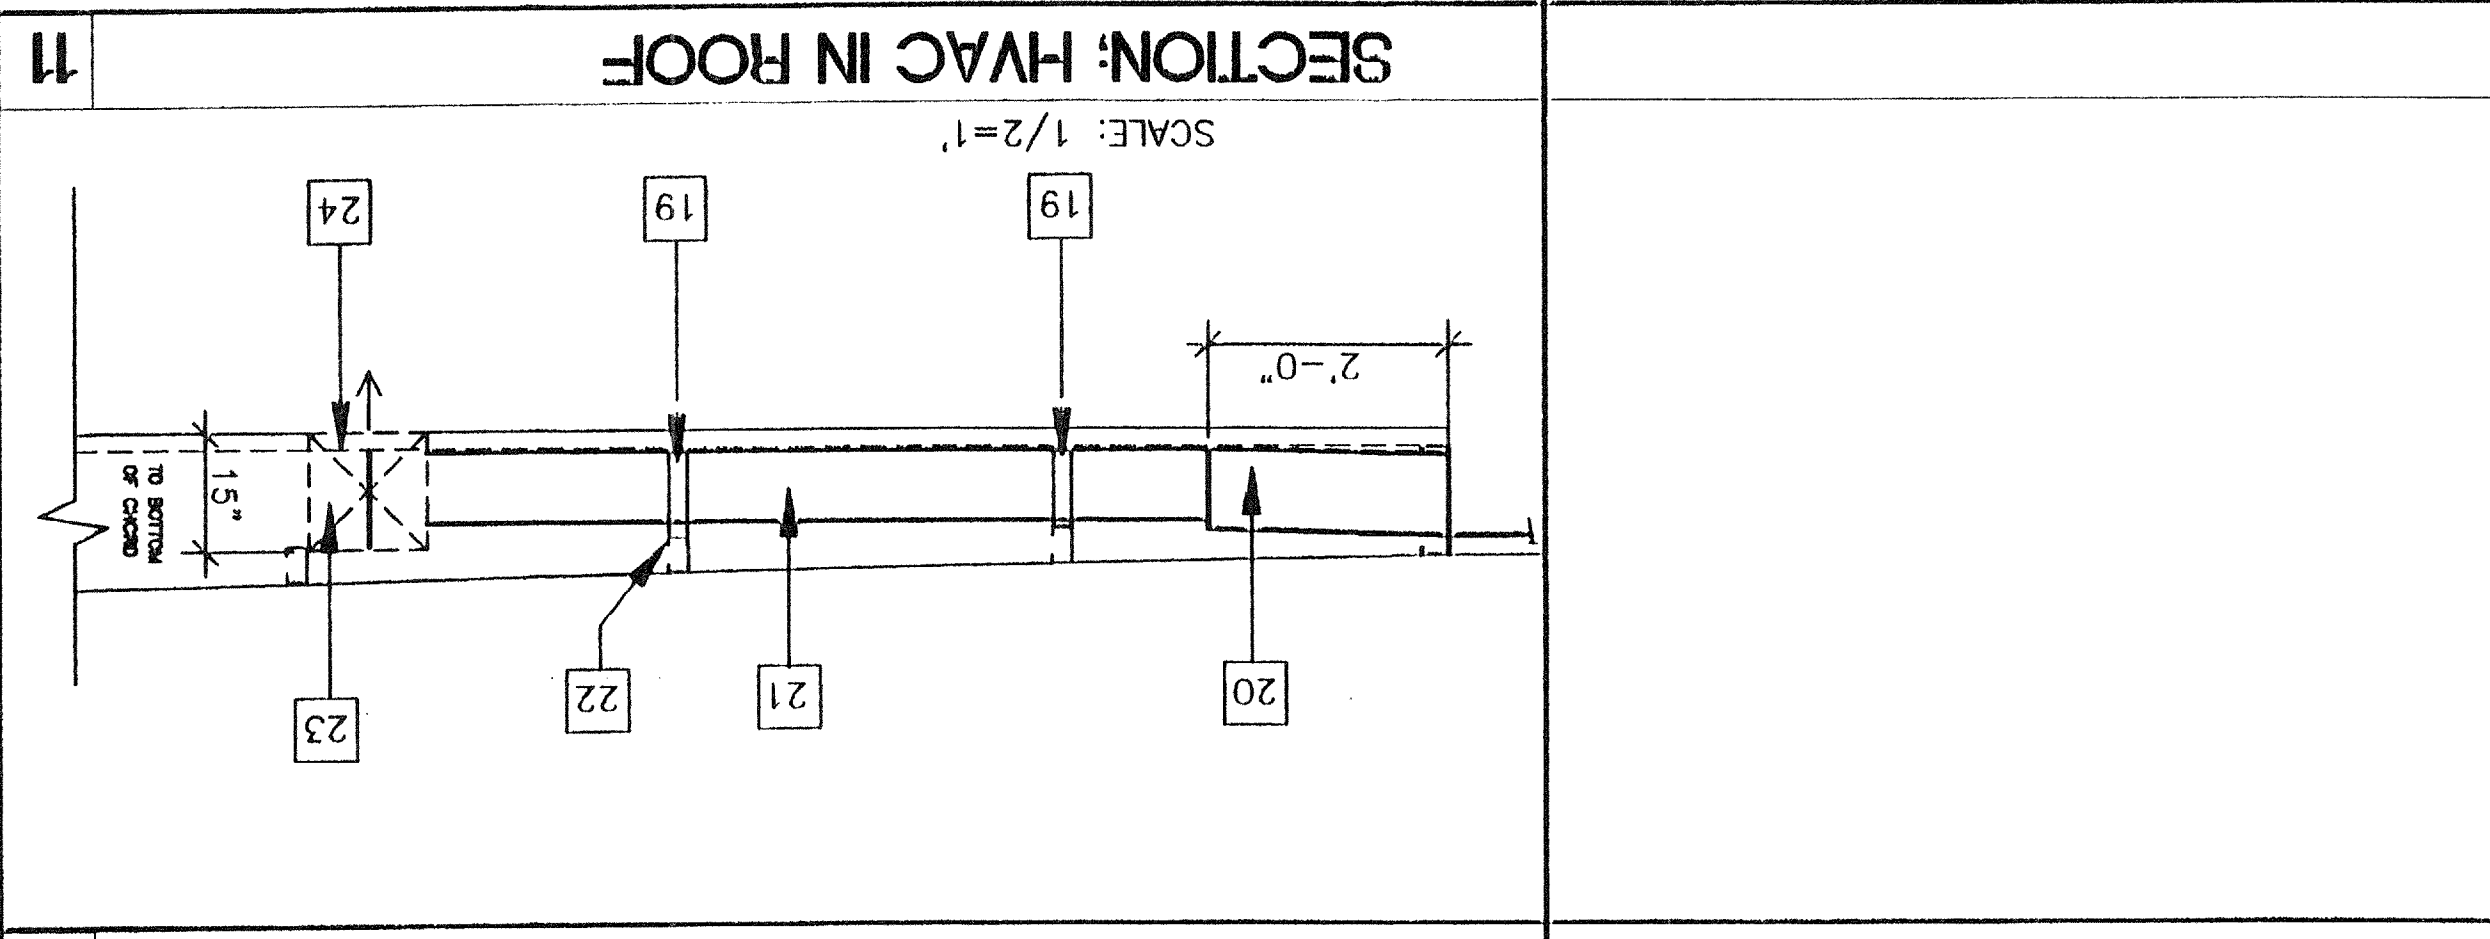 20
21
22
23
15"
TO BOTTOM
OF CHORD
2'-0"
19
19
24
SCALE: 1/2=1'
SECTION; HVAC IN ROOF
11